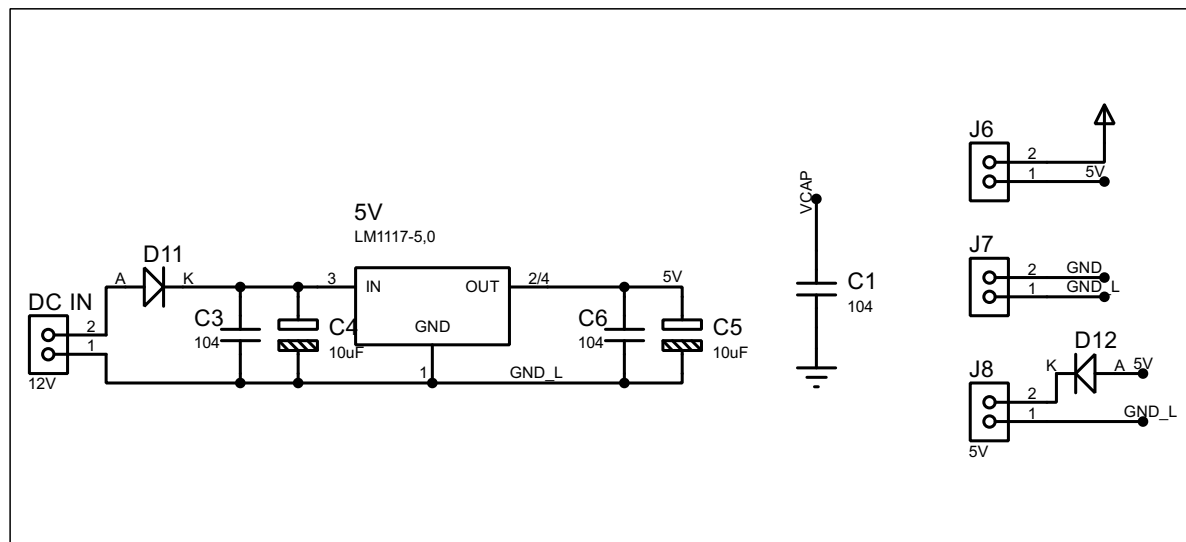 DC IN
2
1
12V
A
D11
K
C3
104
C4
10uF
5V
LM1117-5,0
3
IN
OUT
GND
1
2/4
GND_L
C6
104
5V
C5
10uF
VCAP
C1
104
J6
2
1
5V
J7
2
GND
1
GND_L
D12
K
A
5V
J8
2
1
GND_L
5V